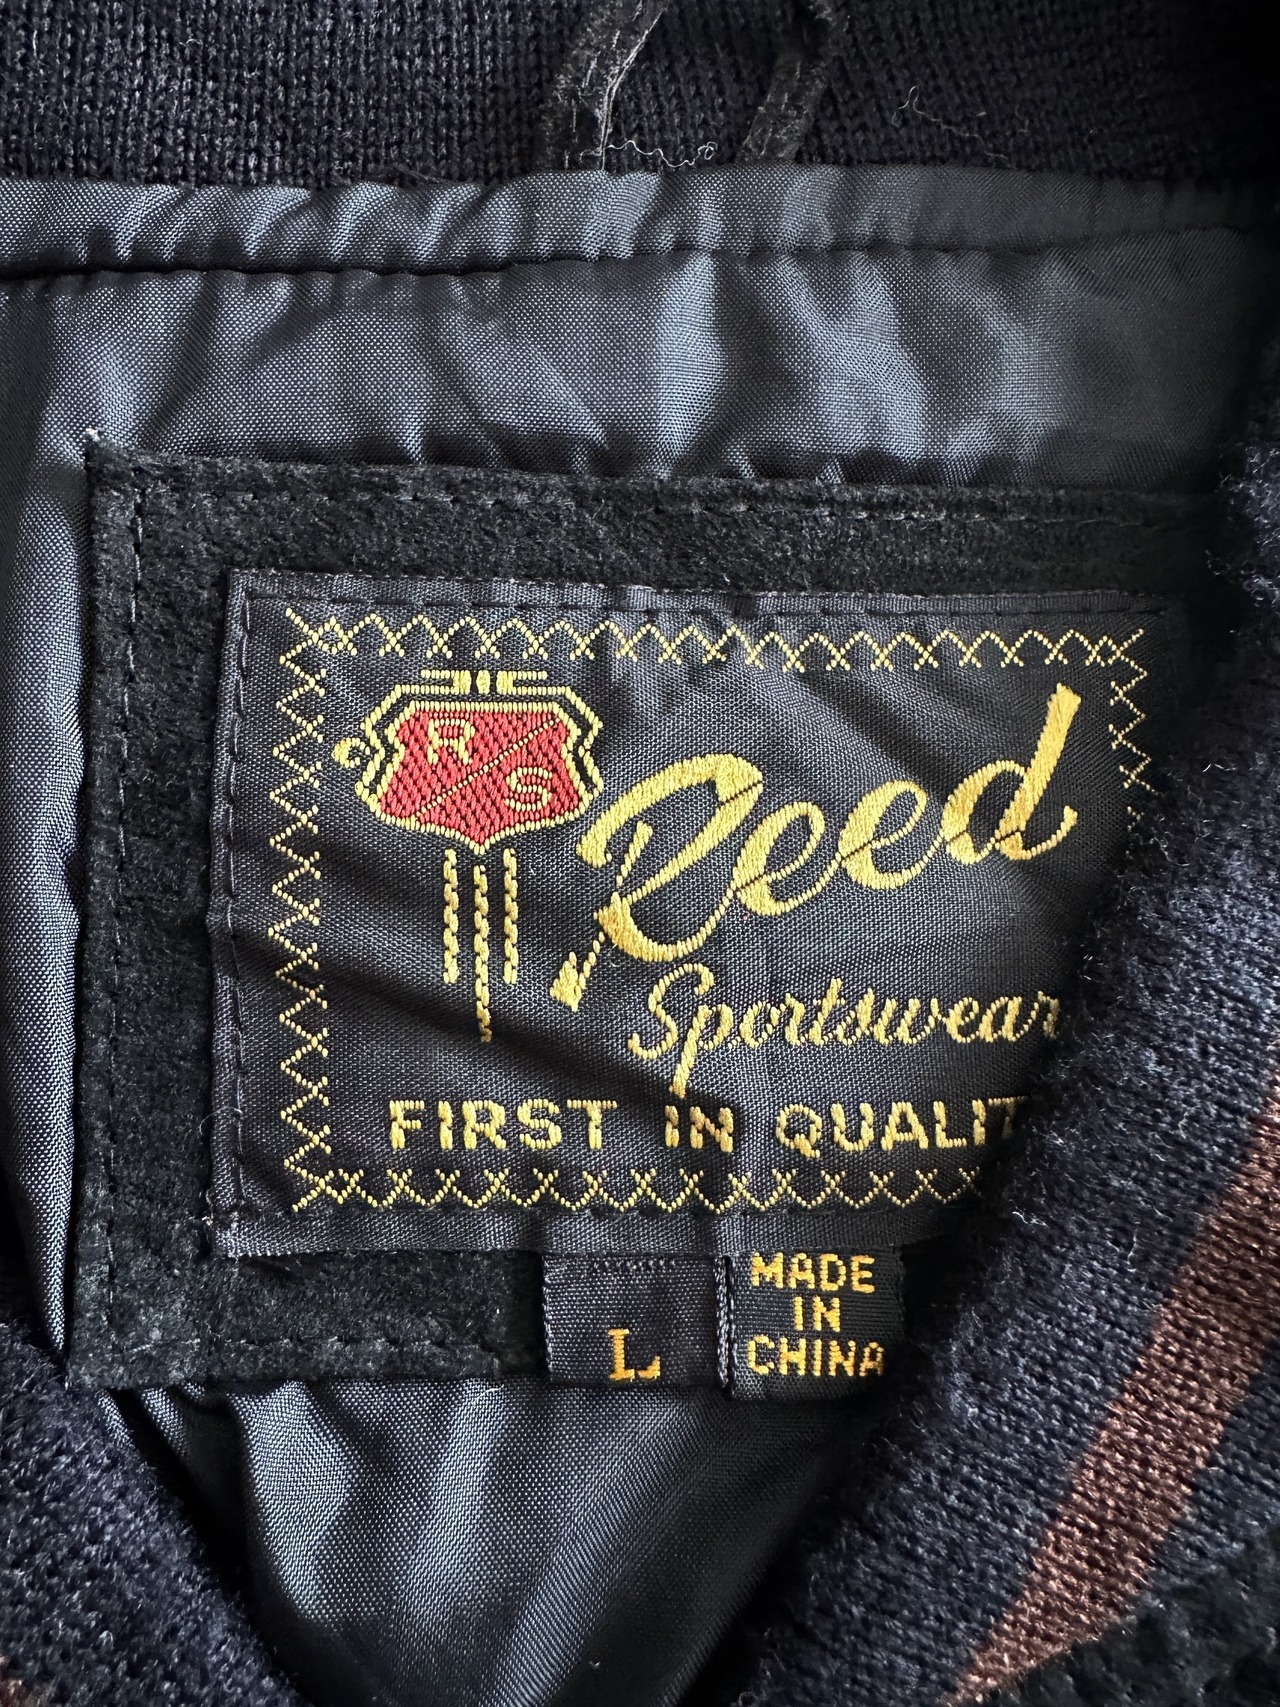 R
S
Reed
Sportswear
FIRST IN QUALIT
L
MADE
IN
CHINA